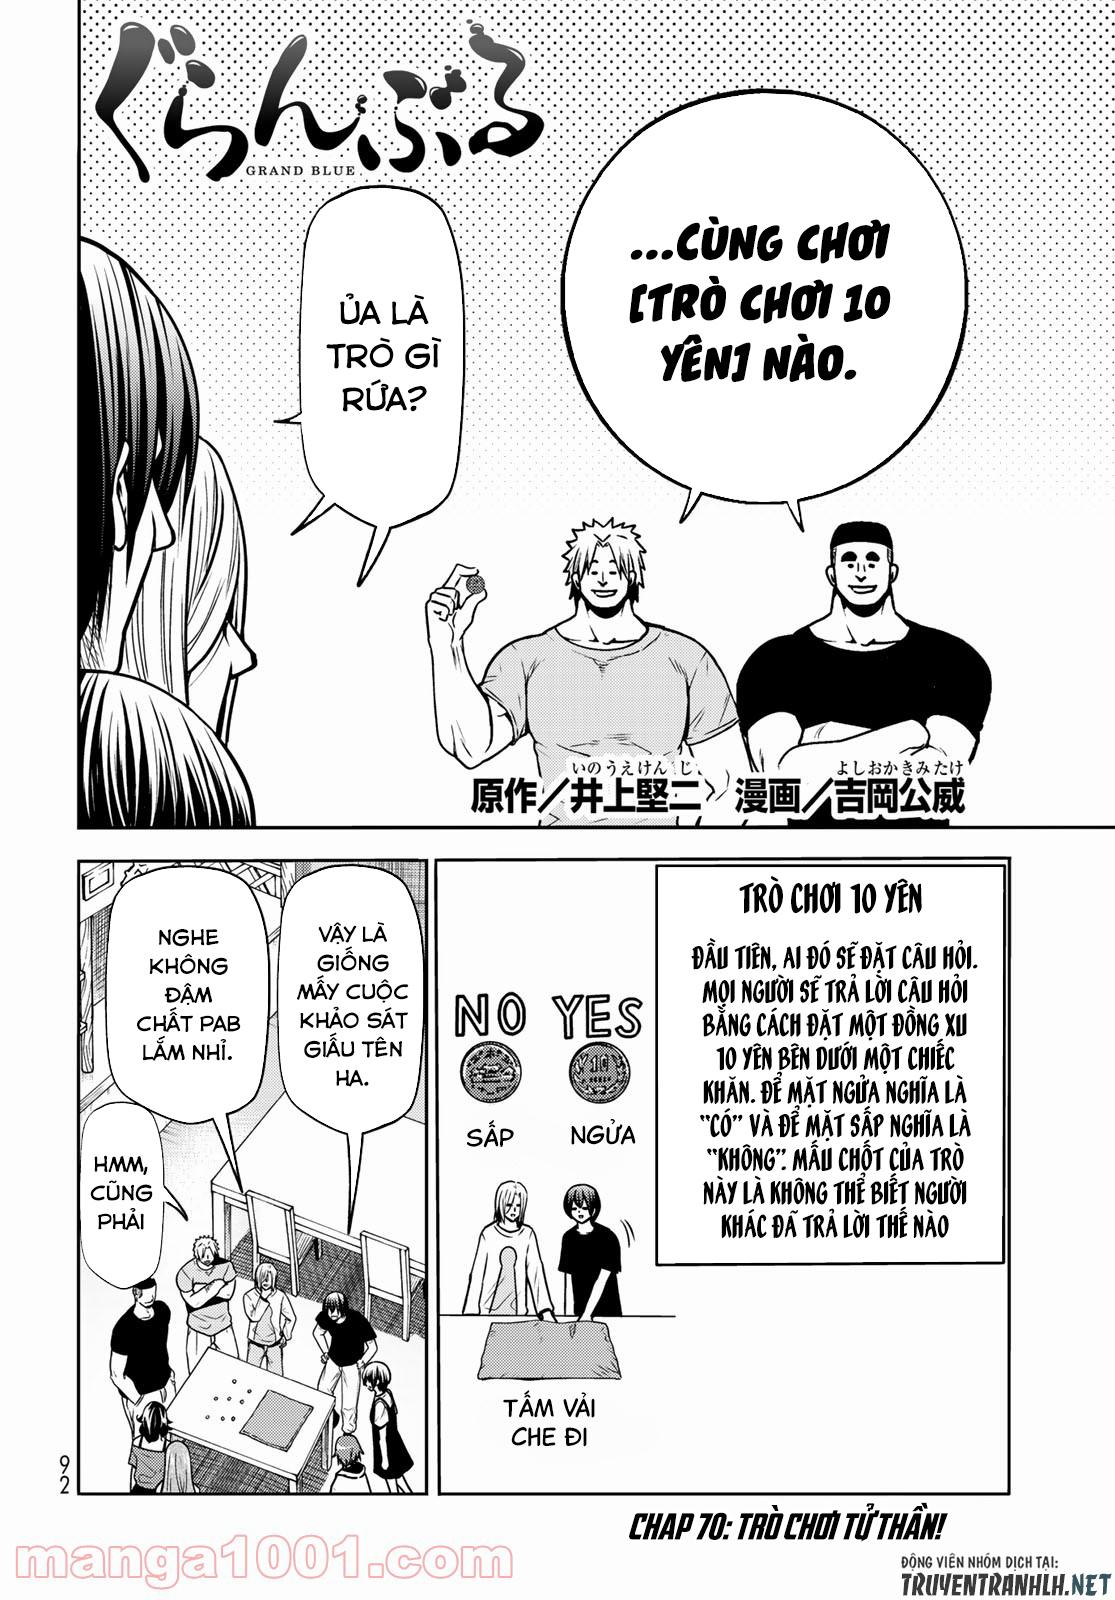 ぐらんぶる
GRAND BLUE
...CÙNG CHƠI
[TRÒ CHƠI 10
YÊN] NÀO.
ỦA LÀ
TRÒ GÌ
RỨA?
いのうえけんじ
原作／井上堅二
よしおかきみたけ
漫画／吉岡公威
TRÒ CHƠI 10 YÊN
ĐẦU TIÊN, AI ĐÓ SẼ ĐẶT CÂU HỎI.
MỌI NGƯỜI SẼ TRẢ LỜI CÂU HỎI
BẰNG CÁCH ĐẶT MỘT ĐỒNG XU
10 YÊN BÊN DƯỚI MỘT CHIẾC
KHĂN. ĐỂ MẶT NGỬA NGHĨA LÀ
“CÓ” VÀ ĐỂ MẶT SẤP NGHĨA LÀ
“KHÔNG”. MẤU CHỐT CỦA TRÒ
NÀY LÀ KHÔNG THỂ BIẾT NGƯỜI
KHÁC ĐÃ TRẢ LỜI THẾ NÀO
NO YES
10
SẤP
NGỬA
TẤM VẢI
CHE ĐI
VẬY LÀ
GIỐNG
MẤY CUỘC
KHẢO SÁT
GIẤU TÊN
HA.
NGHE
KHÔNG
ĐẬM
CHẤT PAB
LẮM NHỈ.
HMM,
CŨNG
PHẢI
92
CHAP 70: TRÒ CHƠI TỬ THẦN!
manga1001.com
ĐỘNG VIÊN NHÓM DỊCH TẠI:
TRUYENTRANHLH.NET